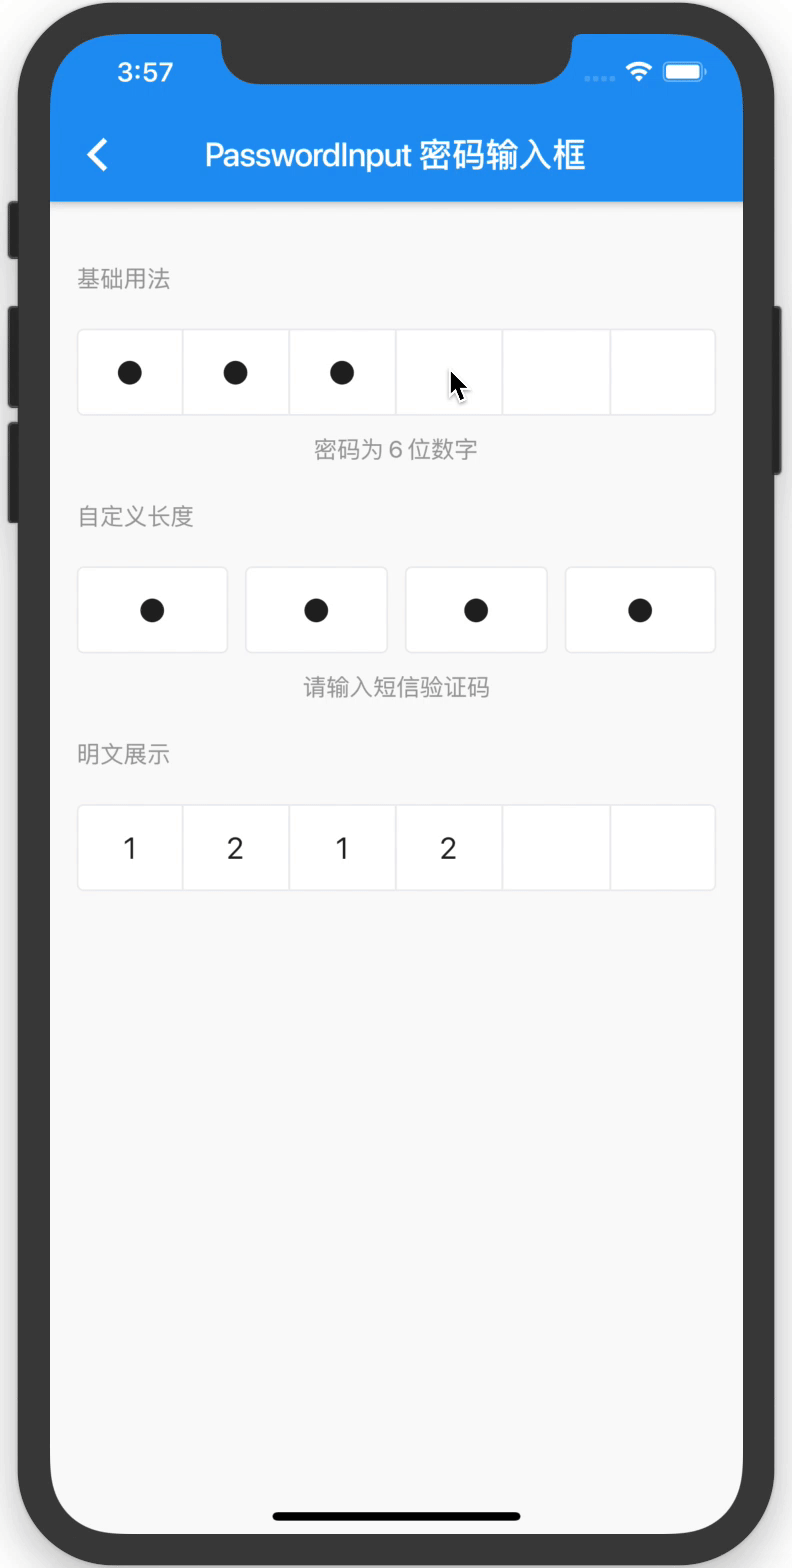 3:57
PasswordInput 密码输入框
基础用法
密码为 6 位数字
自定义长度
请输入短信验证码
明文展示
1 2 1 2